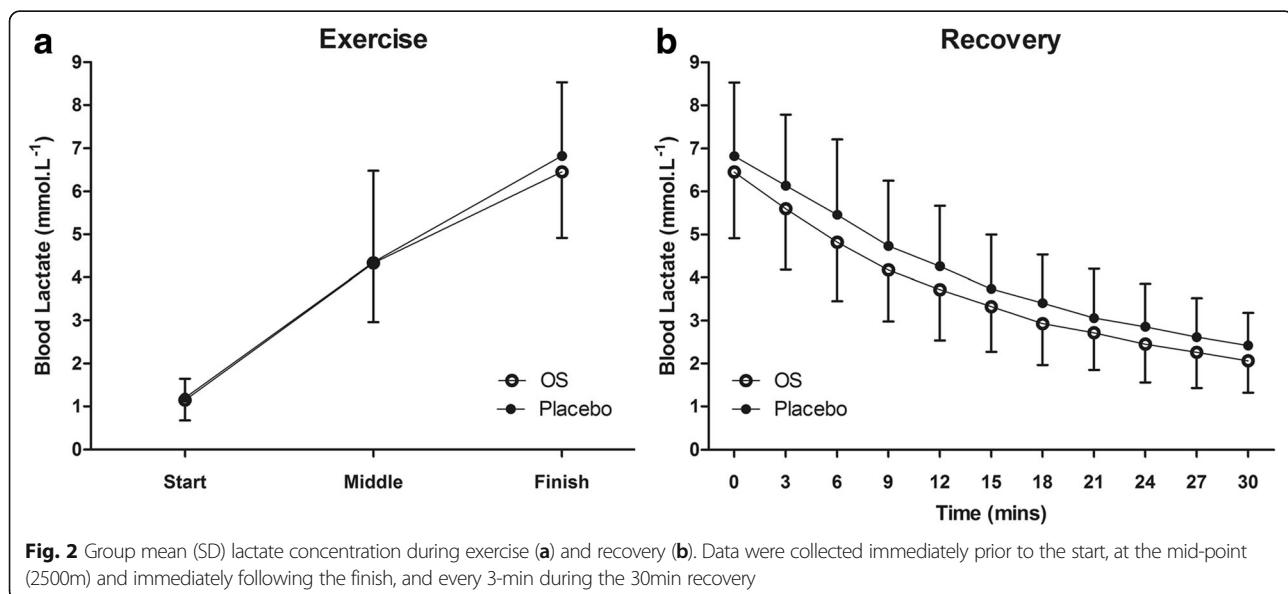 a
Exercise
9
8
7
6
5
4
3
2
1
0
Blood Lactate (mmol.L⁻¹)
OS
Placebo
Start
Middle
Finish
b
Recovery
9
8
7
6
5
4
3
2
1
0
Blood Lactate (mmol.L⁻¹)
OS
Placebo
0 3 6 9 12 15 18 21 24 27 30
Time (mins)
Fig. 2 Group mean (SD) lactate concentration during exercise (a) and recovery (b). Data were collected immediately prior to the start, at the mid-point
(2500m) and immediately following the finish, and every 3-min during the 30min recovery